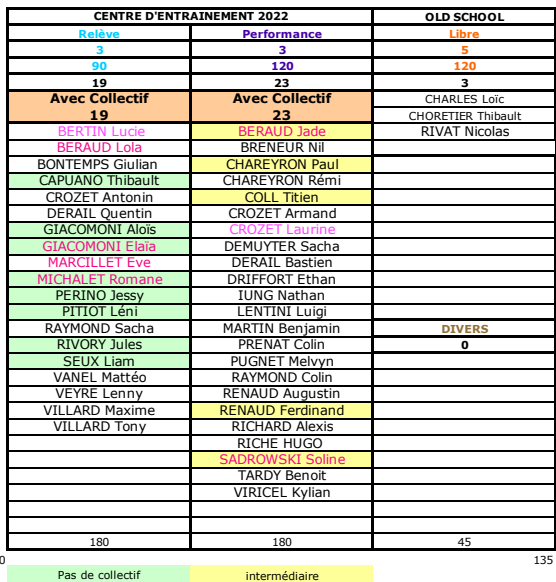 CENTRE D'ENTRAINEMENT 2022 OLD SCHOOL
Relève Performance Libre
3 3 5
90 120 120
19 23 3
Avec Collectif Avec Collectif CHARLES Loïc
19 23 CHORETIER Thibault
BERTIN Lucie BERAUD Jade RIVAT Nicolas
BERAUD Lola BRENEUR Nil
BONTEMPS Giulian CHAREYRON Paul
CAPUANO Thibault CHAREYRON Rémi
CROZET Antonin COLL Titien
DERAIL Quentin CROZET Armand
GIACOMONI Aloïs CROZET Laurine
GIACOMONI Elaïa DEMUYTER Sacha
MARCILLET Eve DERAIL Bastien
MICHALET Romane DRIFFORT Ethan
PERINO Jessy IUNG Nathan
PITIOT Léni LENTINI Luigi
RAYMOND Sacha MARTIN Benjamin DIVERS
RIVORY Jules PRENAT Colin 0
SEUX Liam PUGNET Melvyn
VANEL Mattéo RAYMOND Colin
VEYRE Lenny RENAUD Augustin
VILLARD Maxime RENAUD Ferdinand
VILLARD Tony RICHARD Alexis
RICHE HUGO
SADROWSKI Soline
TARDY Benoit
VIRICEL Kylian
180 180 45
0 135
Pas de collectif intermédiaire